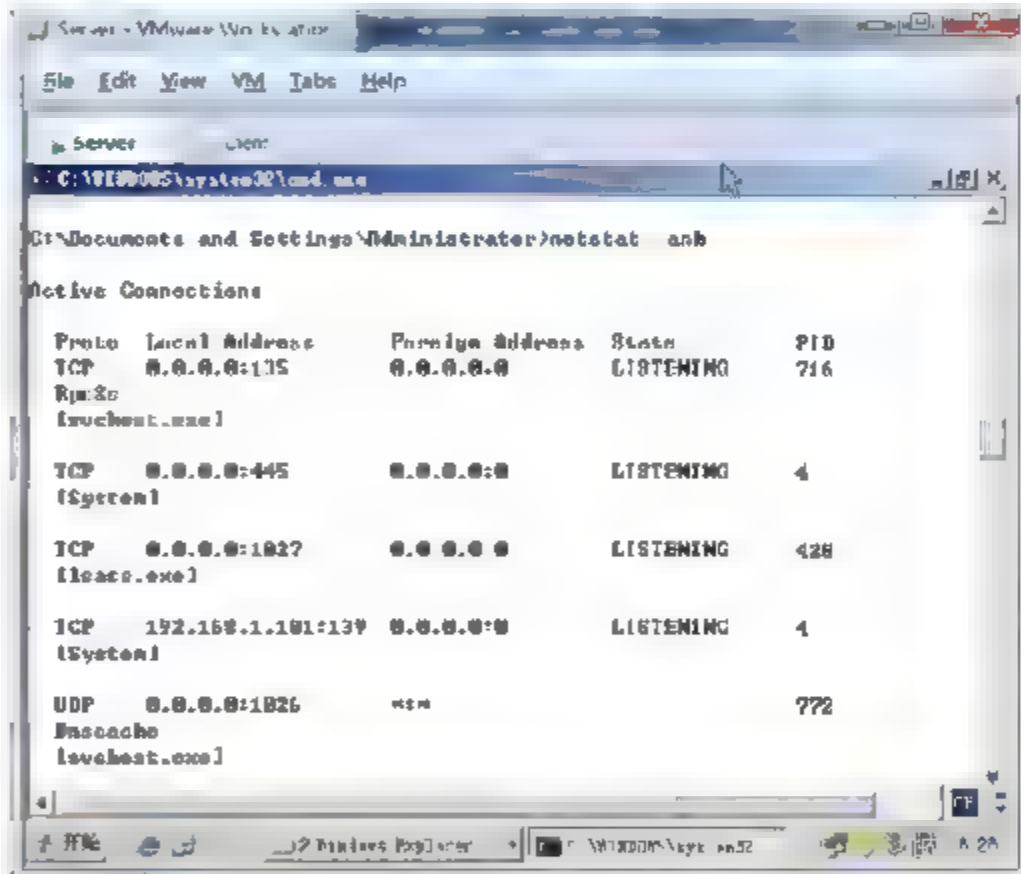 Server - VMware Workstation
File Edit View VM Tabs Help
Server Client
C:\WINDOWS\system32\cmd.exe
C:\Documents and Settings\Administrator>netstat anb
Active Connections
Proto Local Address Foreign Address State PID
TCP 0.0.0.0:135 0.0.0.0:0 LISTENING 716
RpcSs
[svchost.exe]
TCP 0.0.0.0:445 0.0.0.0:0 LISTENING 4
[System]
TCP 0.0.0.0:1027 0.0.0.0:0 LISTENING 428
[lsass.exe]
TCP 192.168.1.101:139 0.0.0.0:0 LISTENING 4
[System]
UDP 0.0.0.0:1026 *:* 772
Dnscache
[svchost.exe]
开始 2 Windows Explorer C:\WINDOWS\system32